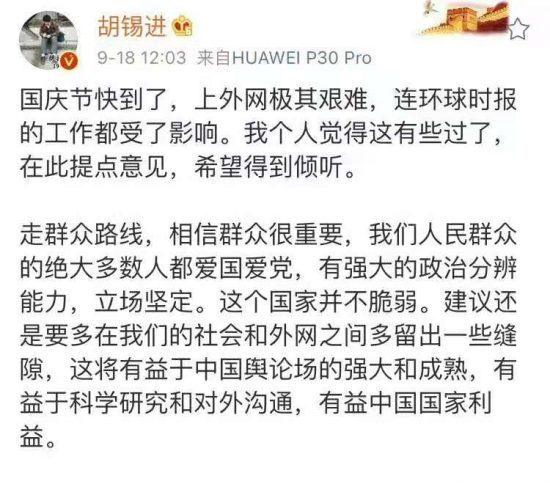 胡锡进
9-18 12:03 来自HUAWEI P30 Pro
国庆节快到了，上外网极其艰难，连环球时报
的工作都受了影响。我个人觉得这有些过了，
在此提点意见，希望得到倾听。
走群众路线，相信群众很重要，我们人民群众
的绝大多数人都爱国爱党，有强大的政治分辨
能力，立场坚定。这个国家并不脆弱。建议还
是要多在我们的社会和外网之间多留出一些缝
隙，这将有益于中国舆论场的强大和成熟，有
益于科学研究和对外沟通，有益中国国家利
益。